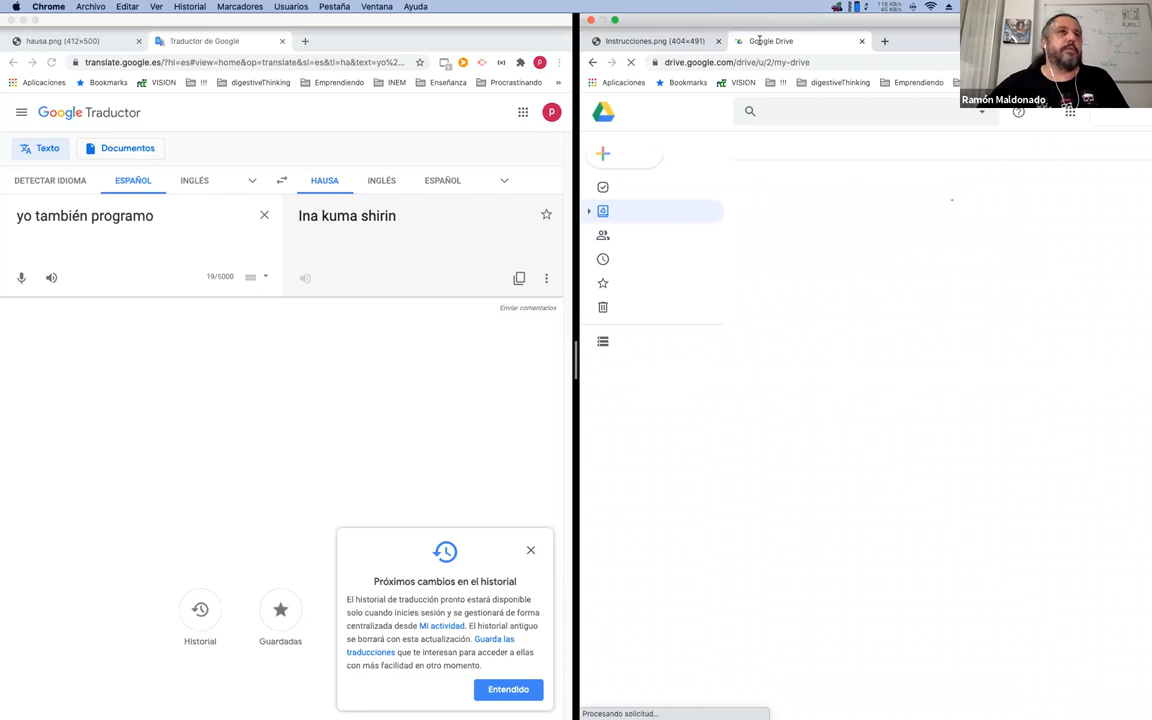 Chrome Archivo Editar Ver Historial Marcadores Usuarios Pestaña Ventana Ayuda
116 KB/s
45 KB/s
hausa.png (412×500)
Traductor de Google
translate.google.es/?hl=es#view=home&op=translate&sl=es&tl=ha&text=yo%2...
Aplicaciones Bookmarks VISION !!! digestiveThinking Emprendiendo INEM Enseñanza Procrastinando »
Google Traductor
P
Texto
Documentos
DETECTAR IDIOMA ESPAÑOL INGLÉS
HAUSA INGLÉS ESPAÑOL
yo también programo
19/5000
Ina kuma shirin
Enviar comentarios
Historial
Guardadas
Próximos cambios en el historial
El historial de traducción pronto estará disponible
solo cuando inicies sesión y se gestionará de forma
centralizada desde Mi actividad. El historial antiguo
se borrará con esta actualización. Guarda las
traducciones que te interesan para acceder a ellas
con más facilidad en otro momento.
Entendido
Instrucciones.png (404×491)
Google Drive
drive.google.com/drive/u/2/my-drive
Aplicaciones Bookmarks VISION !!! digestiveThinking Emprendiendo
Procesando solicitud...
Ramón Maldonado